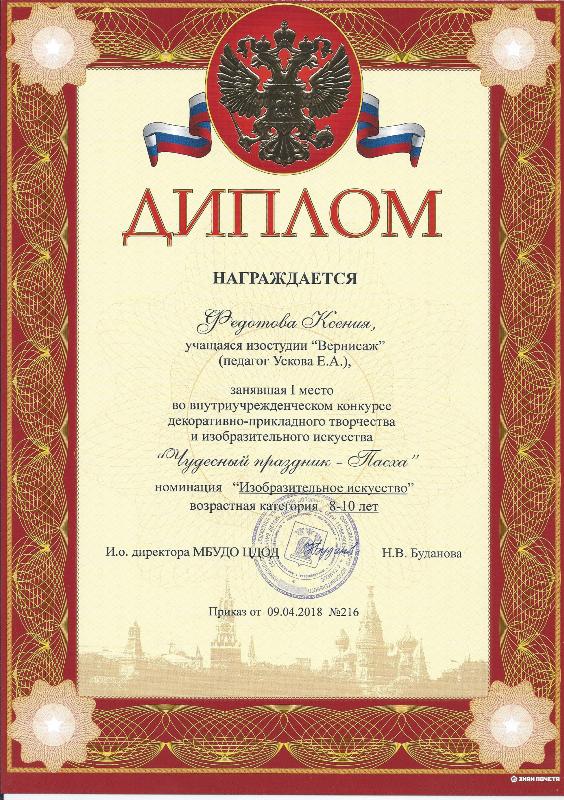 ДИПЛОМ
НАГРАЖДАЕТСЯ
Федотова Ксения,
учащаяся изостудии “Вернисаж”
(педагог Ускова Е.А.),
занявшая I место
во внутриучрежденческом конкурсе
декоративно-прикладного творчества
и изобразительного искусства
“Чудесный праздник - Пасха”
номинация “Изобразительное искусство”
возрастная категория 8-10 лет
И.о. директора МБУДО ЦДОД Н.В. Буданова
Приказ от 09.04.2018 №216
ЗНАК ПОЧЕТА